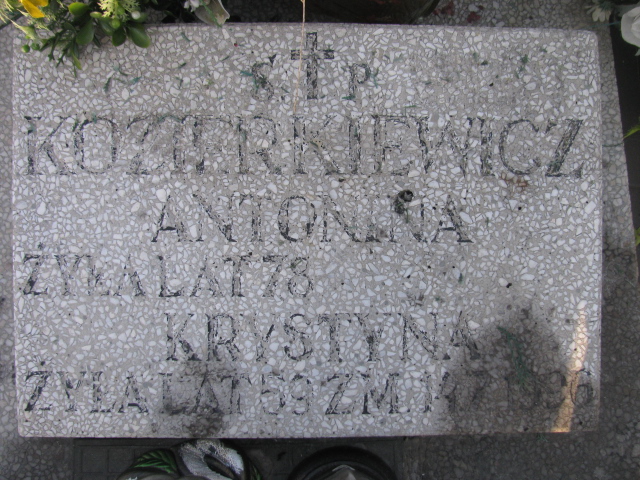 Ś.†P.
KOZIERKIEWICZ
ANTONINA
ŻYŁA LAT 78
KRYSTYNA
ŻYŁA LAT 59 ZM.